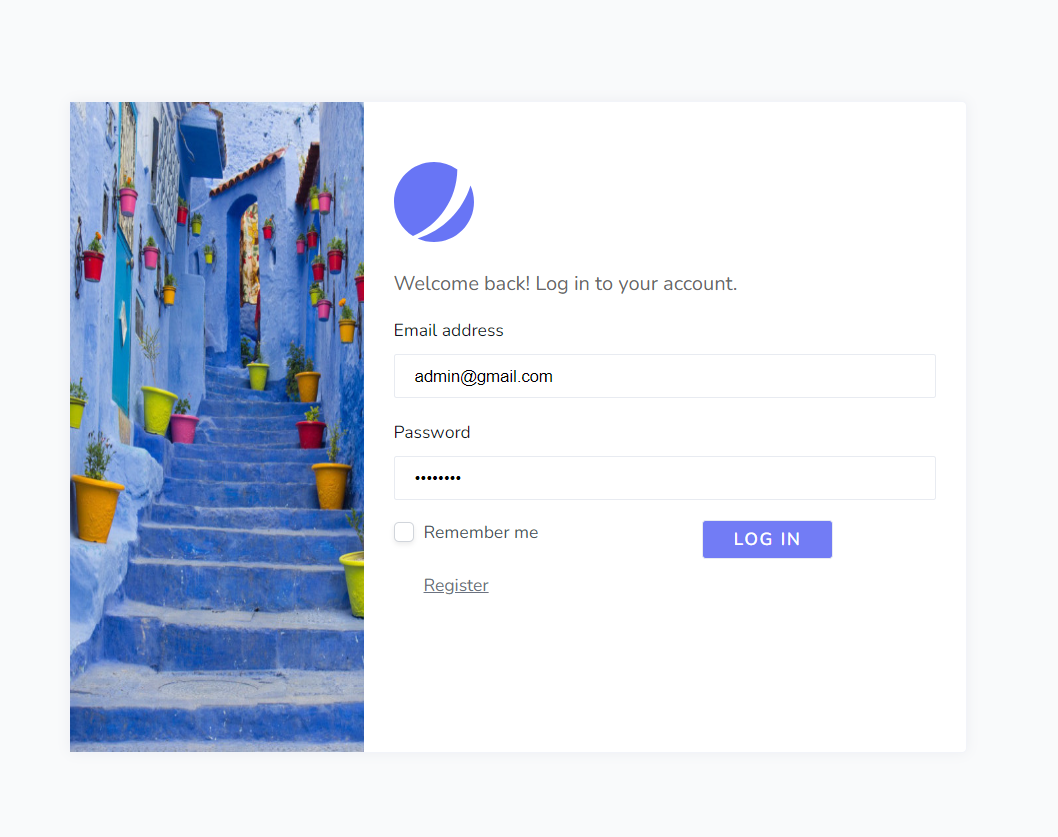 Welcome back! Log in to your account.
Email address
admin@gmail.com
Password
••••••••
Remember me
LOG IN
Register